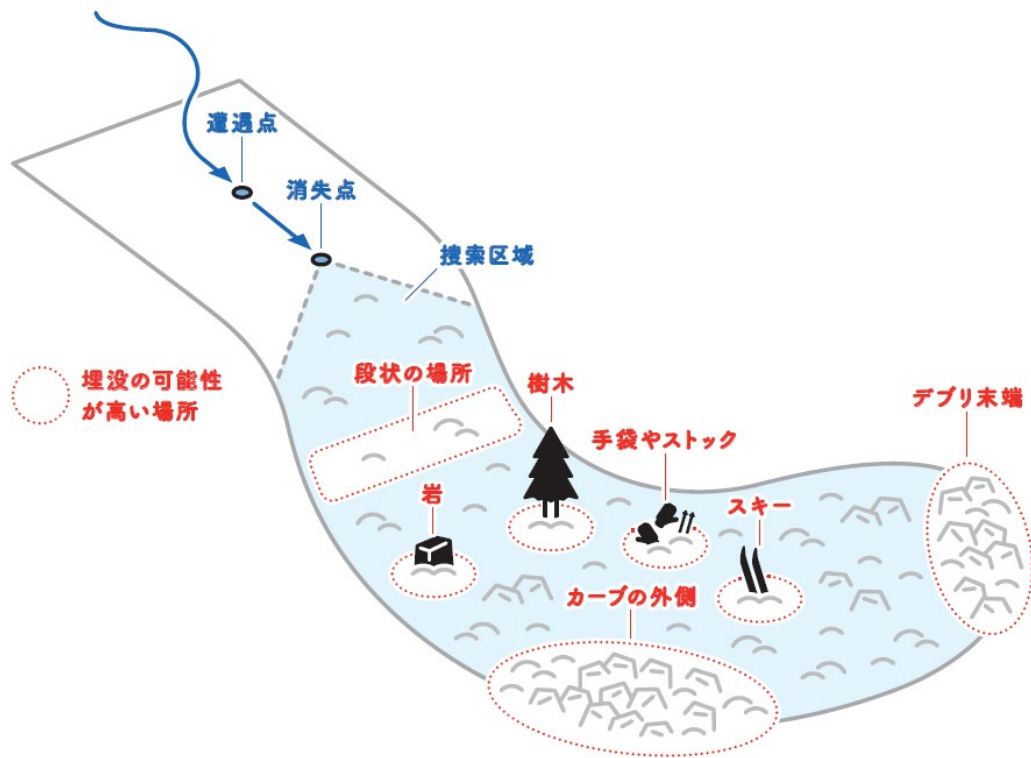 遭遇点
消失点
捜索区域
埋没の可能性
が高い場所
段状の場所
樹木
手袋やストック
デブリ末端
岩
スキー
カーブの外側